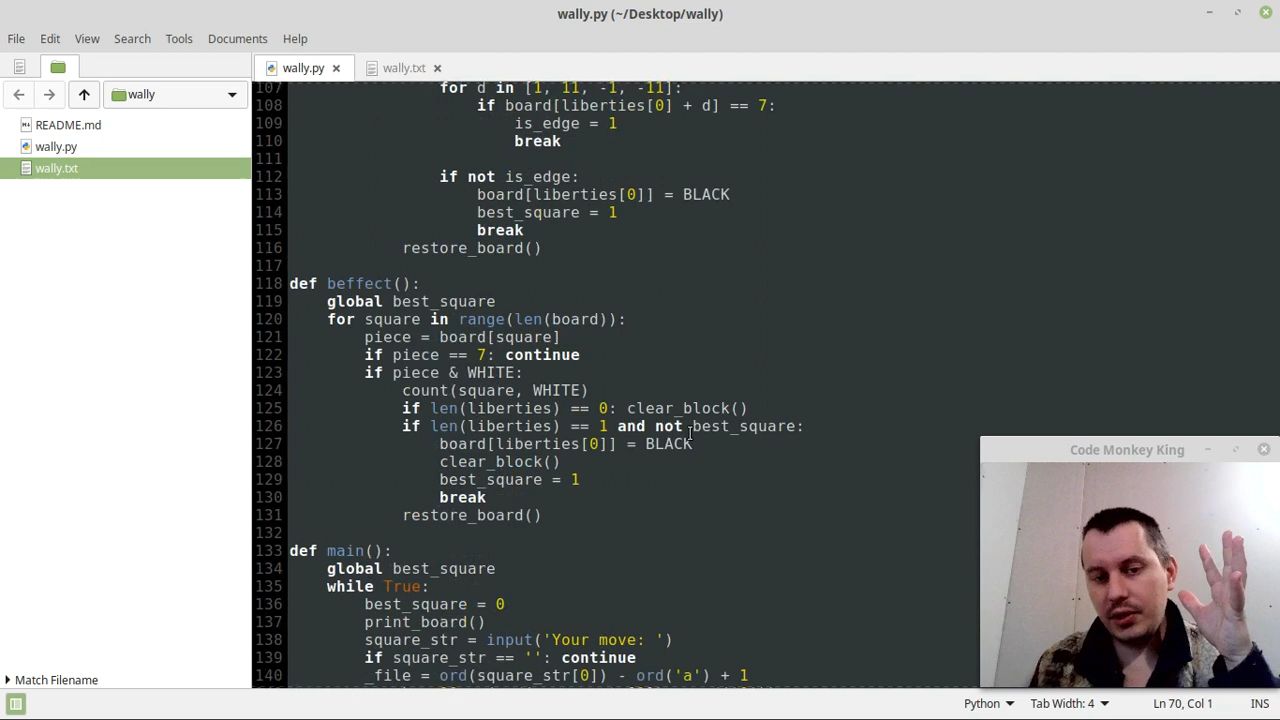 wally.py (~/Desktop/wally)
File Edit View Search Tools Documents Help
wally.py wally.txt
wally
README.md
wally.py
wally.txt
107 for d in [1, 11, -1, -11]:
108 if board[liberties[0] + d] == 7:
109 is_edge = 1
110 break
111
112 if not is_edge:
113 board[liberties[0]] = BLACK
114 best_square = 1
115 break
116 restore_board()
117
118 def beffect():
119 global best_square
120 for square in range(len(board)):
121 piece = board[square]
122 if piece == 7: continue
123 if piece & WHITE:
124 count(square, WHITE)
125 if len(liberties) == 0: clear_block()
126 if len(liberties) == 1 and not best_square:
127 board[liberties[0]] = BLACK
128 clear_block()
129 best_square = 1
130 break
131 restore_board()
132
133 def main():
134 global best_square
135 while True:
136 best_square = 0
137 print_board()
138 square_str = input('Your move: ')
139 if square_str == '': continue
140 _file = ord(square_str[0]) - ord('a') + 1
Code Monkey King
Match Filename
Python Tab Width: 4 Ln 70, Col 1 INS